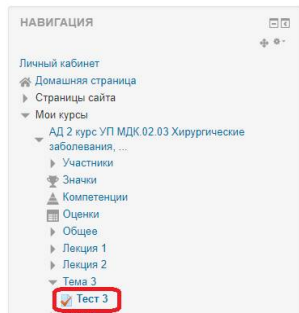 НАВИГАЦИЯ
Личный кабинет
Домашняя страница
Страницы сайта
Мои курсы
АД 2 курс УП МДК.02.03 Хирургические
заболевания, ...
Участники
Значки
Компетенции
Оценки
Общее
Лекция 1
Лекция 2
Тема 3
Тест 3